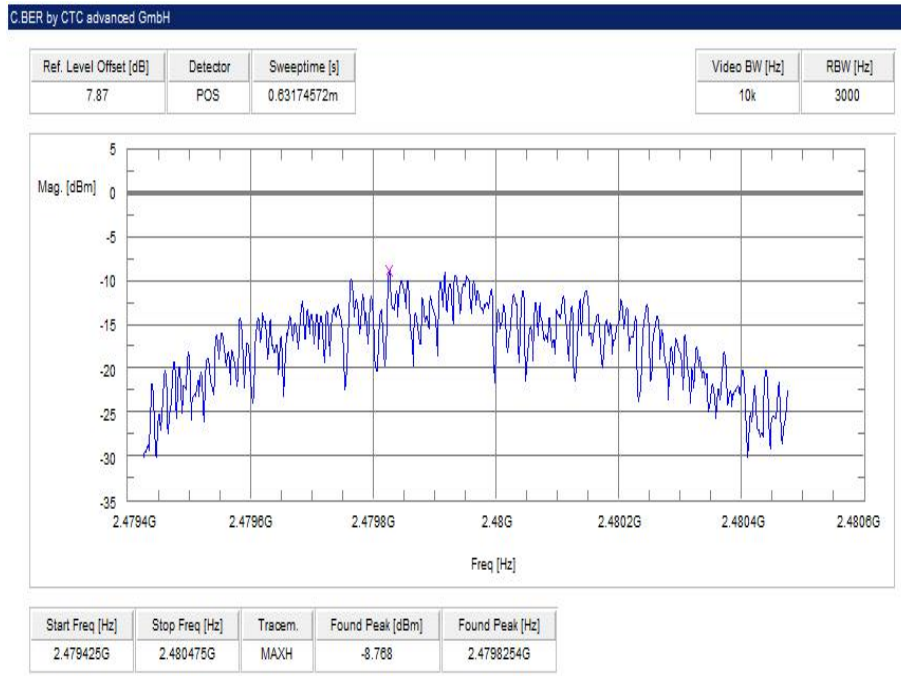 C.BER by CTC advanced GmbH
Ref. Level Offset [dB] Detector Sweeptime [s] Video BW [Hz] RBW [Hz]
7.87 POS 0.63174572m 10k 3000
Mag. [dBm]
5
0
-5
-10
-15
-20
-25
-30
-35
2.4794G 2.4796G 2.4798G 2.48G 2.4802G 2.4804G 2.4806G
Freq [Hz]
Start Freq [Hz] Stop Freq [Hz] Tracem. Found Peak [dBm] Found Peak [Hz]
2.479425G 2.480475G MAXH -8.768 2.4798254G